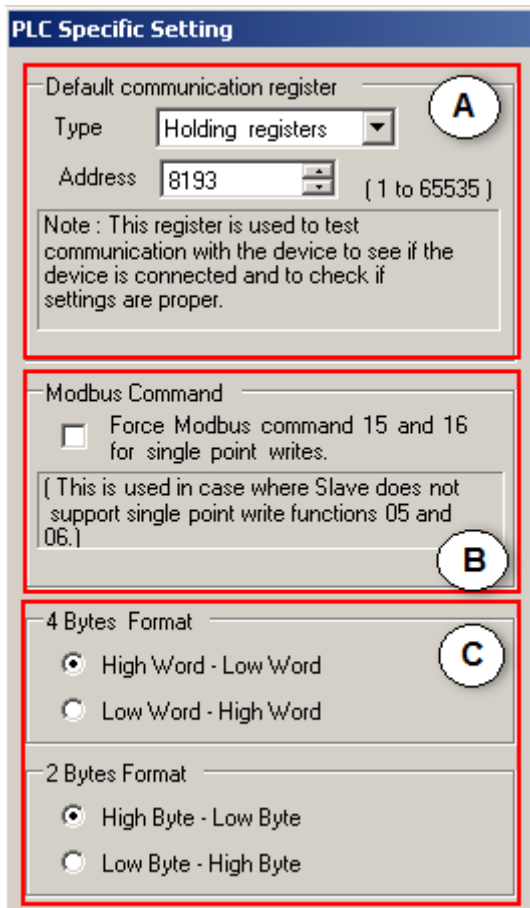 PLC Specific Setting
Default communication register
A
Type Holding registers
Address 8193 ( 1 to 65535 )
Note : This register is used to test
communication with the device to see if the
device is connected and to check if
settings are proper.
Modbus Command
Force Modbus command 15 and 16
for single point writes.
( This is used in case where Slave does not
support single point write functions 05 and
06.)
B
4 Bytes Format
C
High Word - Low Word
Low Word - High Word
2 Bytes Format
High Byte - Low Byte
Low Byte - High Byte